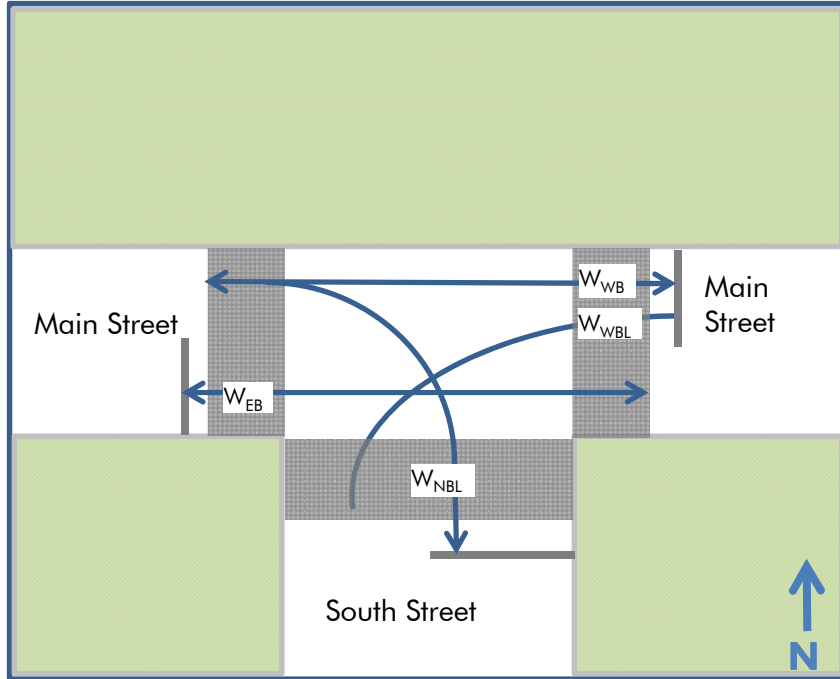 W_WB
Main
Street
Main Street
W_WBL
W_EB
W_NBL
South Street
N